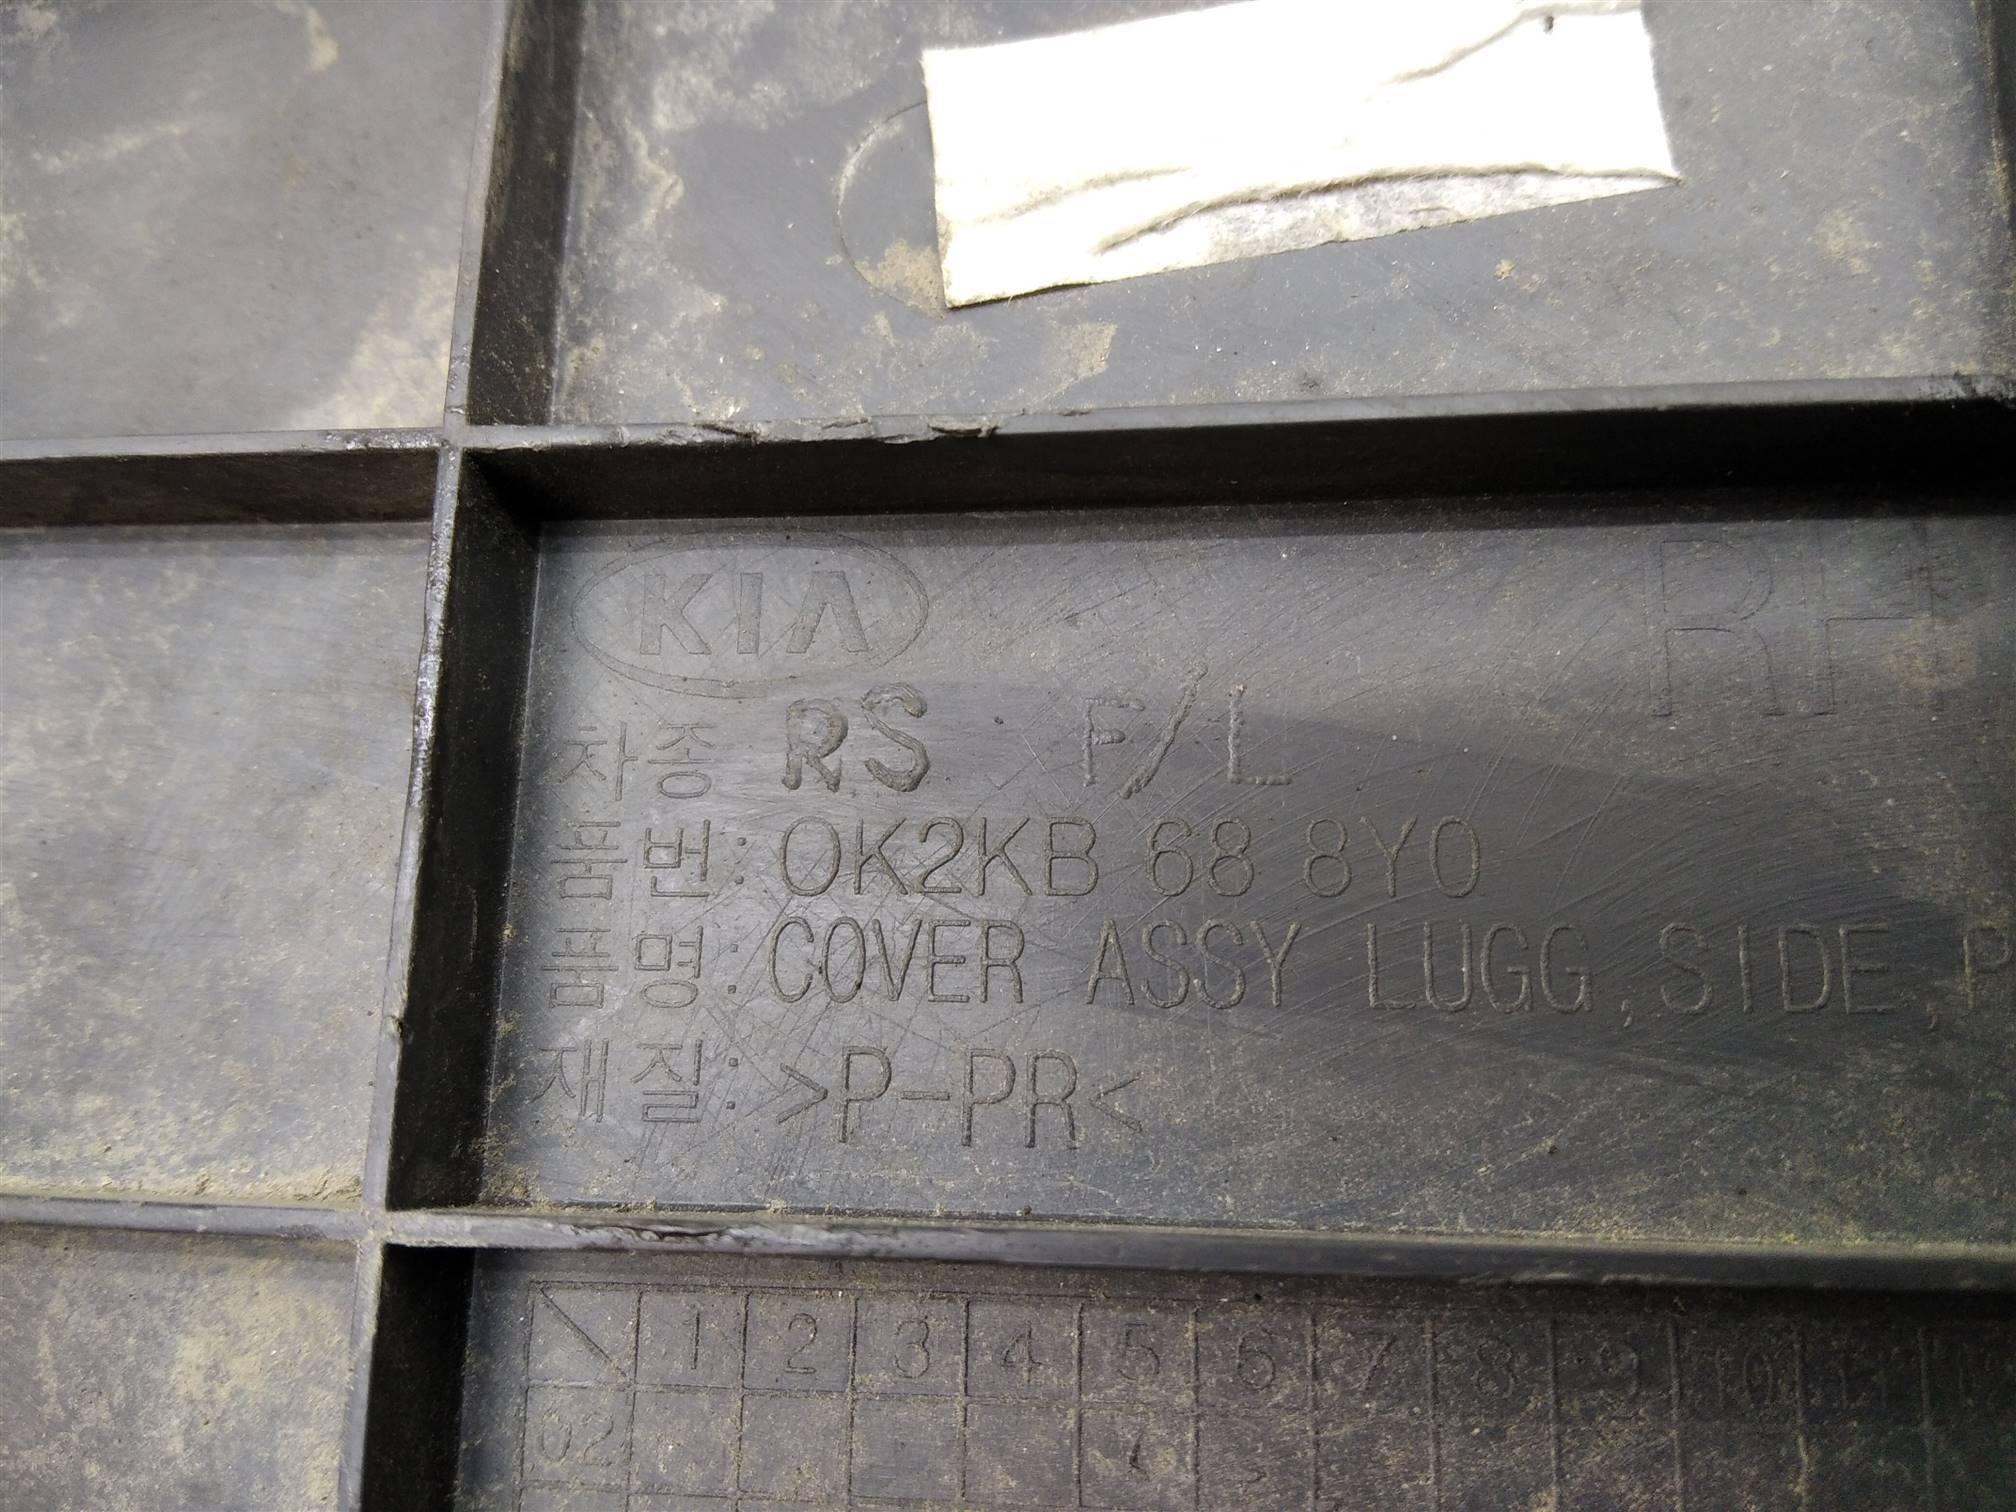 KIA RH
차종 RS F/L
품번: 0K2KB 68 8Y0
품명: COVER ASSY LUGG, SIDE, P
재질: >P-PR<
1 2 3 4 5 6 7 8 9 10 11
02